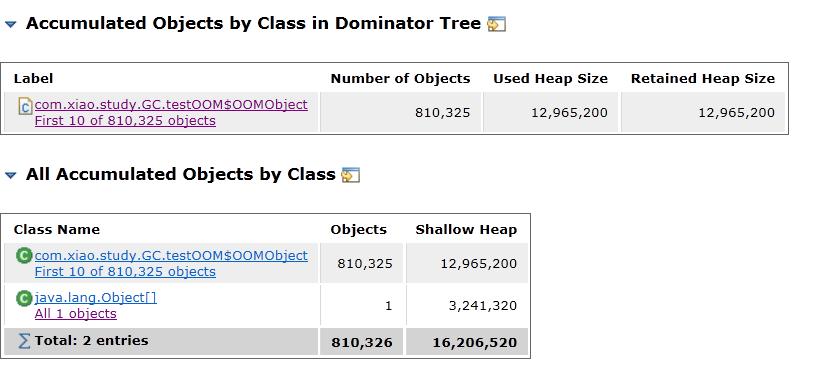 Accumulated Objects by Class in Dominator Tree
Label Number of Objects Used Heap Size Retained Heap Size
com.xiao.study.GC.testOOM$OOMObject
First 10 of 810,325 objects
810,325 12,965,200 12,965,200
All Accumulated Objects by Class
Class Name Objects Shallow Heap
com.xiao.study.GC.testOOM$OOMObject
First 10 of 810,325 objects
810,325 12,965,200
java.lang.Object[]
All 1 objects
1 3,241,320
Total: 2 entries 810,326 16,206,520